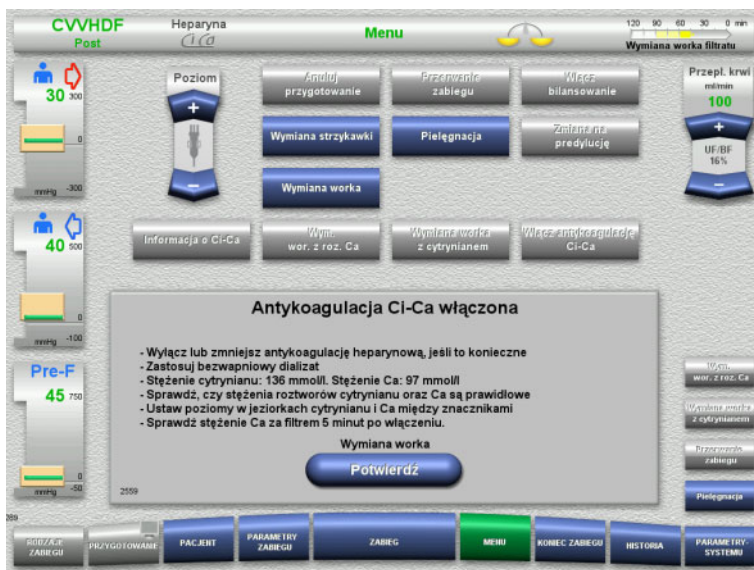 CVVHDF
Post
Heparyna
Ci Ca
Menu
120 90 60 30 0 min
Wymiana worka filtratu
30 300
0
mmHg -300
40 500
0
mmHg -100
Pre-F
45 750
0
mmHg -50
Poziom
+
−
Anuluj
przygotowanie
Przerwanie
zabiegu
Włącz
bilansowanie
Wymiana strzykawki
Pielęgnacja
Zmiana na
predylucję
Wymiana worka
Informacja o Ci-Ca
Wym.
wor. z roz. Ca
Wymiana worka
z cytrynianem
Włącz antykoagulację
Ci-Ca
Przepł. krwi
ml/min
100
+
UF/BF
16%
−
Antykoagulacja Ci-Ca włączona
- Wyłącz lub zmniejsz antykoagulację heparynową, jeśli to konieczne
- Zastosuj bezwapniowy dializat
- Stężenie cytrynianu: 136 mmol/l. Stężenie Ca: 97 mmol/l
- Sprawdź, czy stężenia roztworów cytrynianu oraz Ca są prawidłowe
- Ustaw poziomy w jeziorkach cytrynianu i Ca między znacznikami
- Sprawdź stężenie Ca za filtrem 5 minut po włączeniu.
Wymiana worka
Potwierdź
2559
Wym.
wor. z roz. Ca
Wymiana worka
z cytrynianem
Przerwanie
zabiegu
Pielęgnacja
RODZAJE
ZABIEGU
PRZYGOTOWANIE
PACJENT
PARAMETRY
ZABIEGU
ZABIEG
MENU
KONIEC ZABIEGU
HISTORIA
PARAMETRY-
SYSTEMU